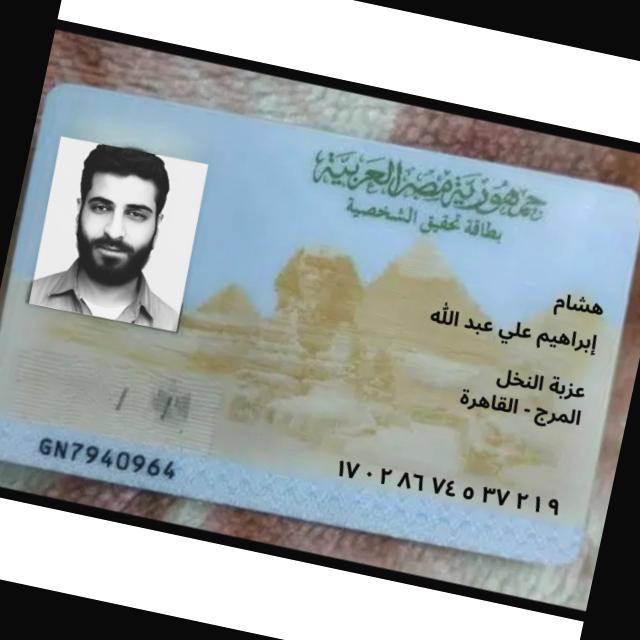 جمهورية مصر العربية
بطاقة تحقيق الشخصية
هشام
إبراهيم علي عبد الله
عزبة النخل
المرج - القاهرة
١٧٠٢٨٦٧٤٥٣٧٢١٩
GN7940964